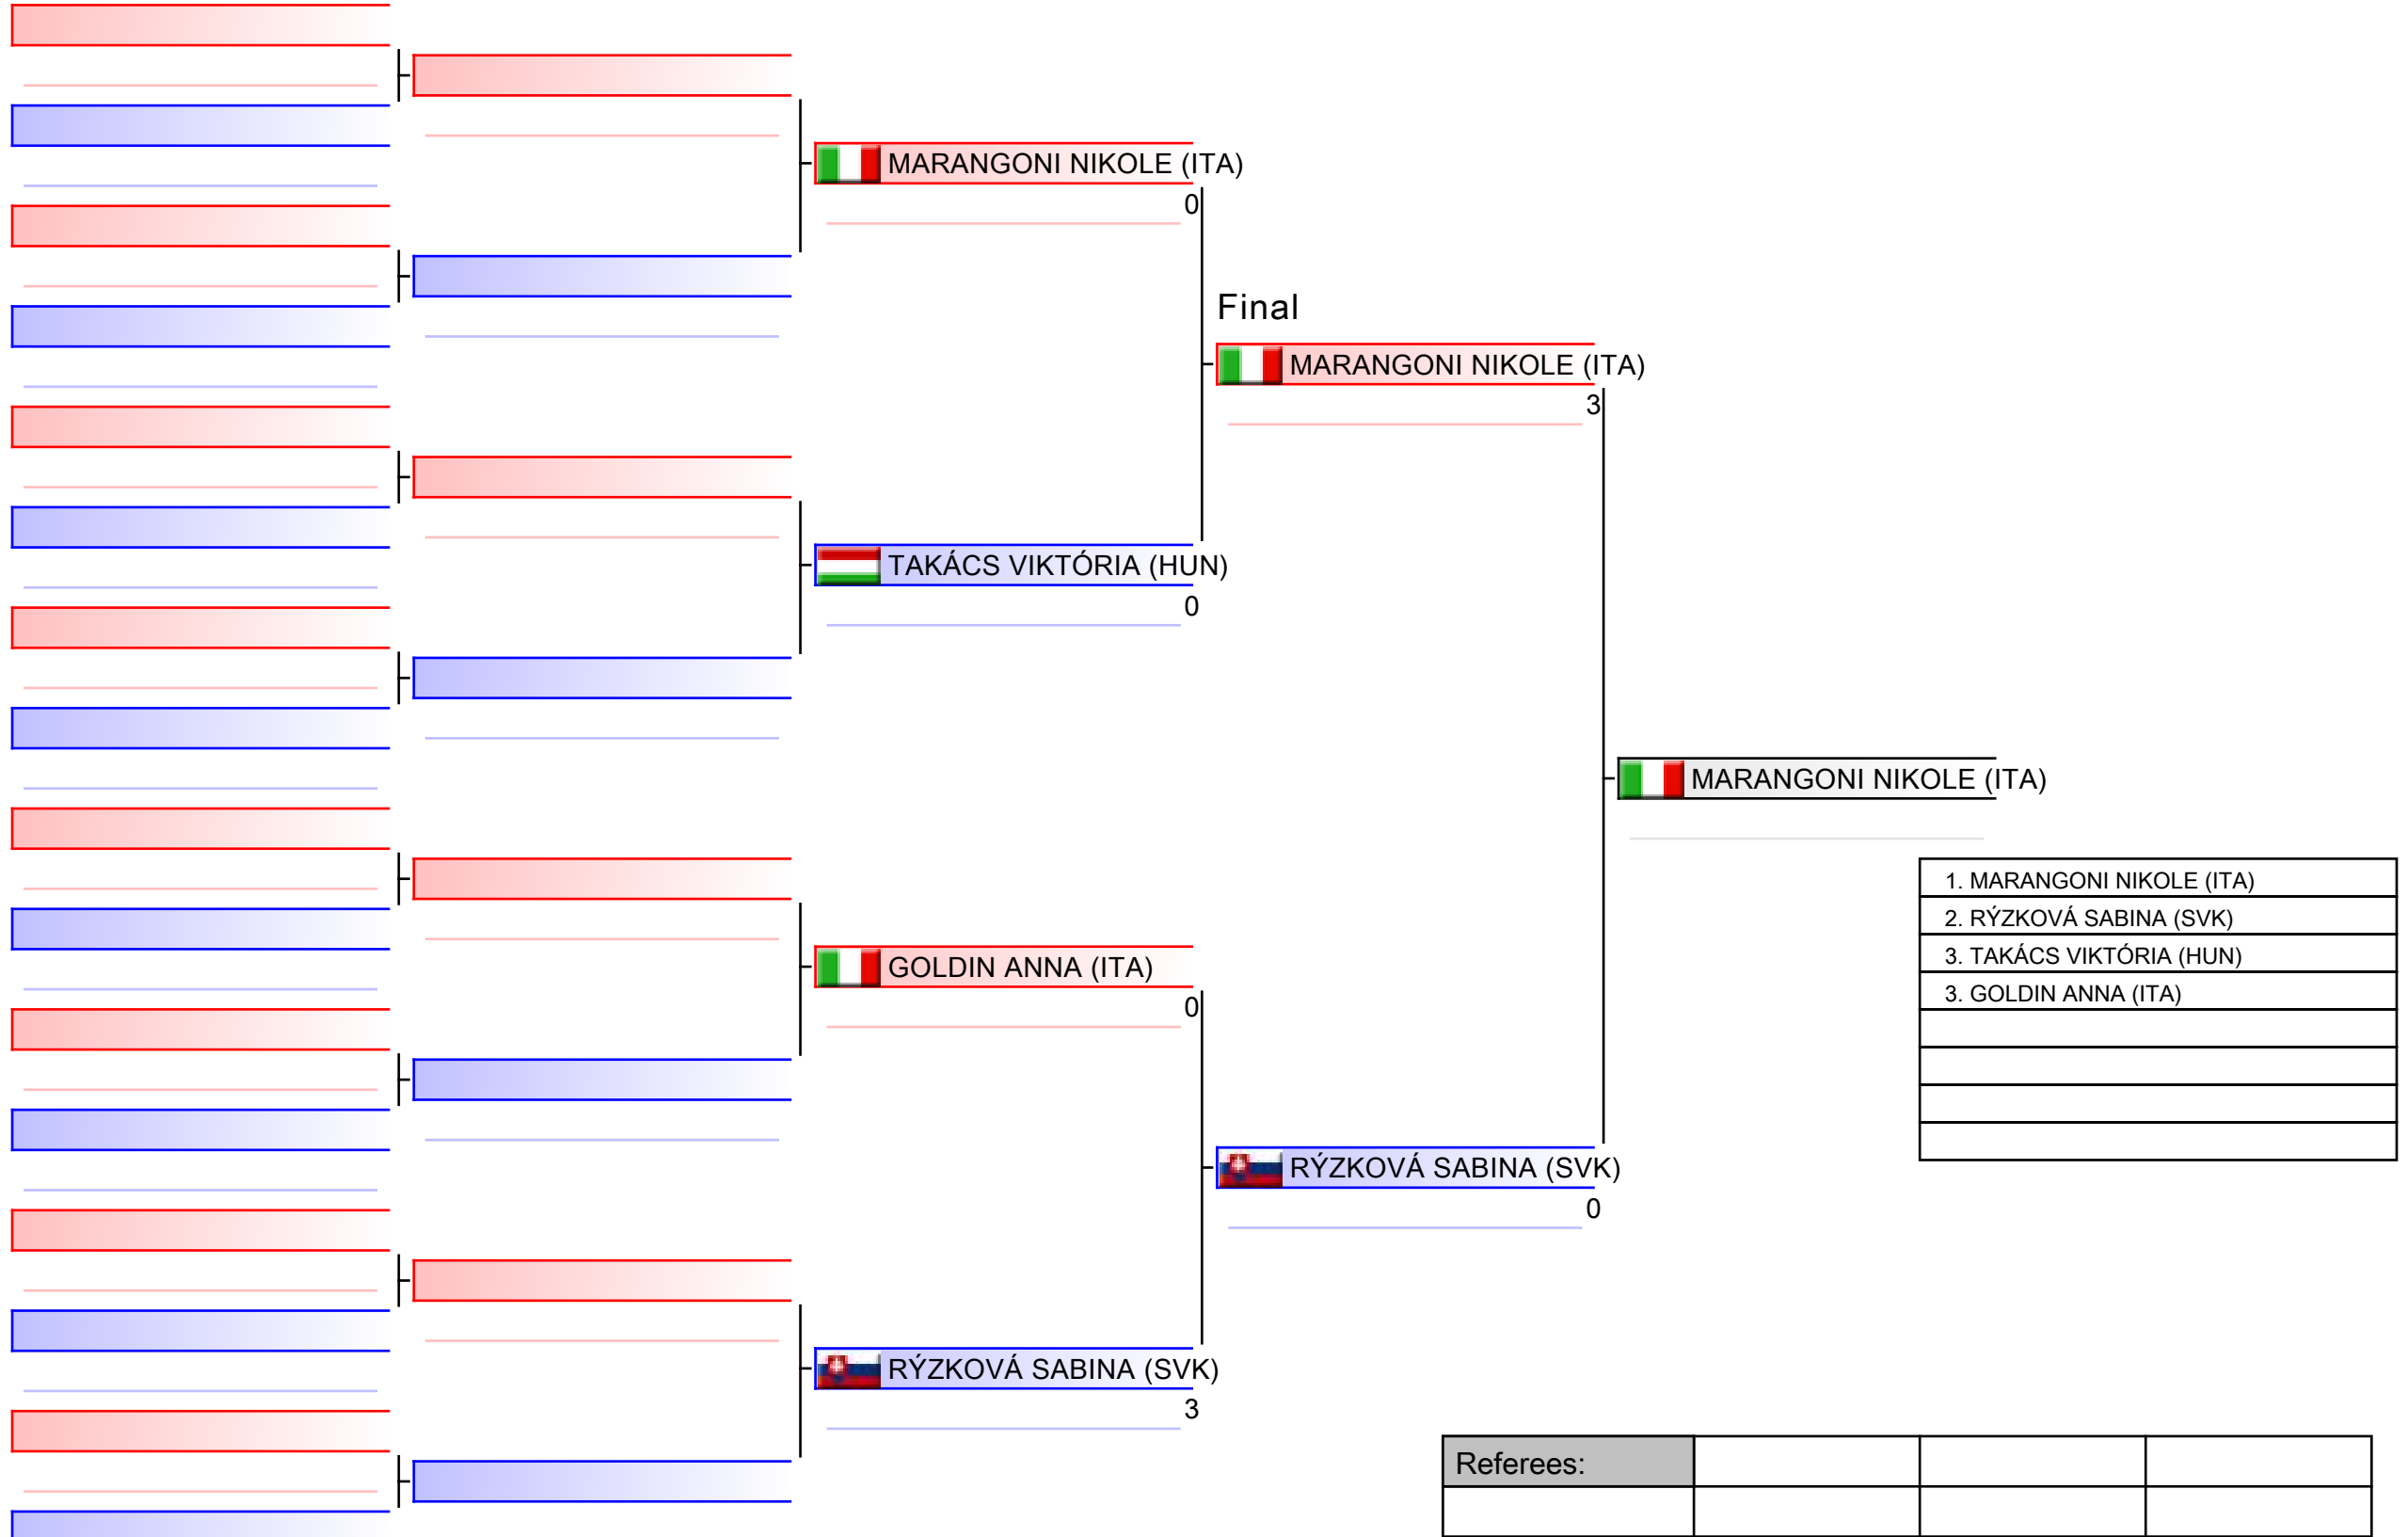 MARANGONI NIKOLE (ITA)
0
Final
MARANGONI NIKOLE (ITA)
3
TAKÁCS VIKTÓRIA (HUN)
0
MARANGONI NIKOLE (ITA)
1. MARANGONI NIKOLE (ITA)
2. RÝZKOVÁ SABINA (SVK)
3. TAKÁCS VIKTÓRIA (HUN)
3. GOLDIN ANNA (ITA)
GOLDIN ANNA (ITA)
0
RÝZKOVÁ SABINA (SVK)
0
RÝZKOVÁ SABINA (SVK)
3
Referees: